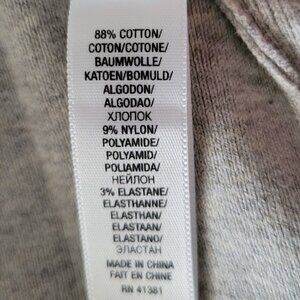 88% COTTON/
COTON/COTONE/
BAUMWOLLE/
KATOEN/BOMULD/
ALGODON/
ALGODAO/
ХЛОПОК
9% NYLON/
POLYAMIDE/
POLYAMID/
POLIAMIDA/
НЕЙЛОН
3% ELASTANE/
ELASTHANNE/
ELASTHAN/
ELASTAAN/
ELASTANO/
ЭЛАСТАН
MADE IN CHINA
FAIT EN CHINE
RN 41381